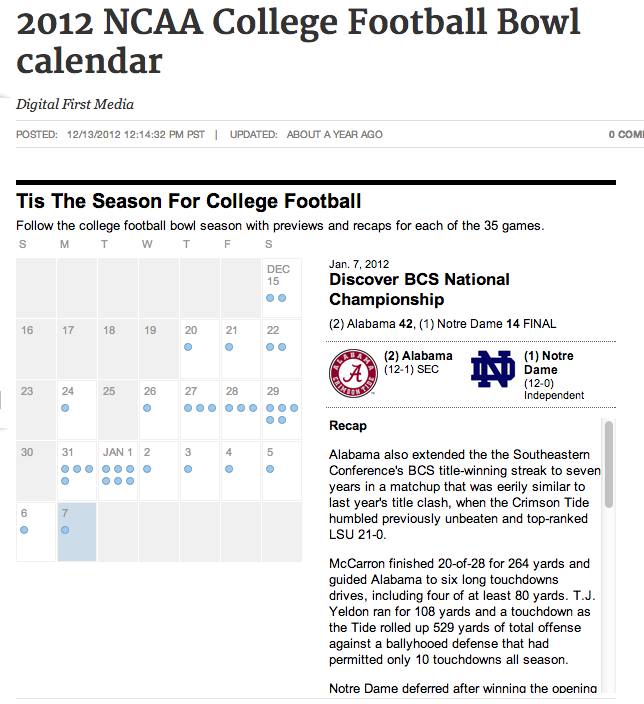 2012 NCAA College Football Bowl
calendar
Digital First Media
POSTED: 12/13/2012 12:14:32 PM PST | UPDATED: ABOUT A YEAR AGO
0 COM
Tis The Season For College Football
Follow the college football bowl season with previews and recaps for each of the 35 games.
S M T W T F S
DEC
15
16 17 18 19 20 21 22
23 24 25 26 27 28 29
30 31 JAN 1 2 3 4 5
6 7
Jan. 7, 2012
Discover BCS National
Championship
(2) Alabama 42, (1) Notre Dame 14 FINAL
ALABAMA
A
CRIMSON TIDE
(2) Alabama
(12-1) SEC
ND
(1) Notre
Dame
(12-0)
Independent
Recap
Alabama also extended the the Southeastern
Conference's BCS title-winning streak to seven
years in a matchup that was eerily similar to
last year's title clash, when the Crimson Tide
humbled previously unbeaten and top-ranked
LSU 21-0.
McCarron finished 20-of-28 for 264 yards and
guided Alabama to six long touchdowns
drives, including four of at least 80 yards. T.J.
Yeldon ran for 108 yards and a touchdown as
the Tide rolled up 529 yards of total offense
against a ballyhooed defense that had
permitted only 10 touchdowns all season.
Notre Dame deferred after winning the opening